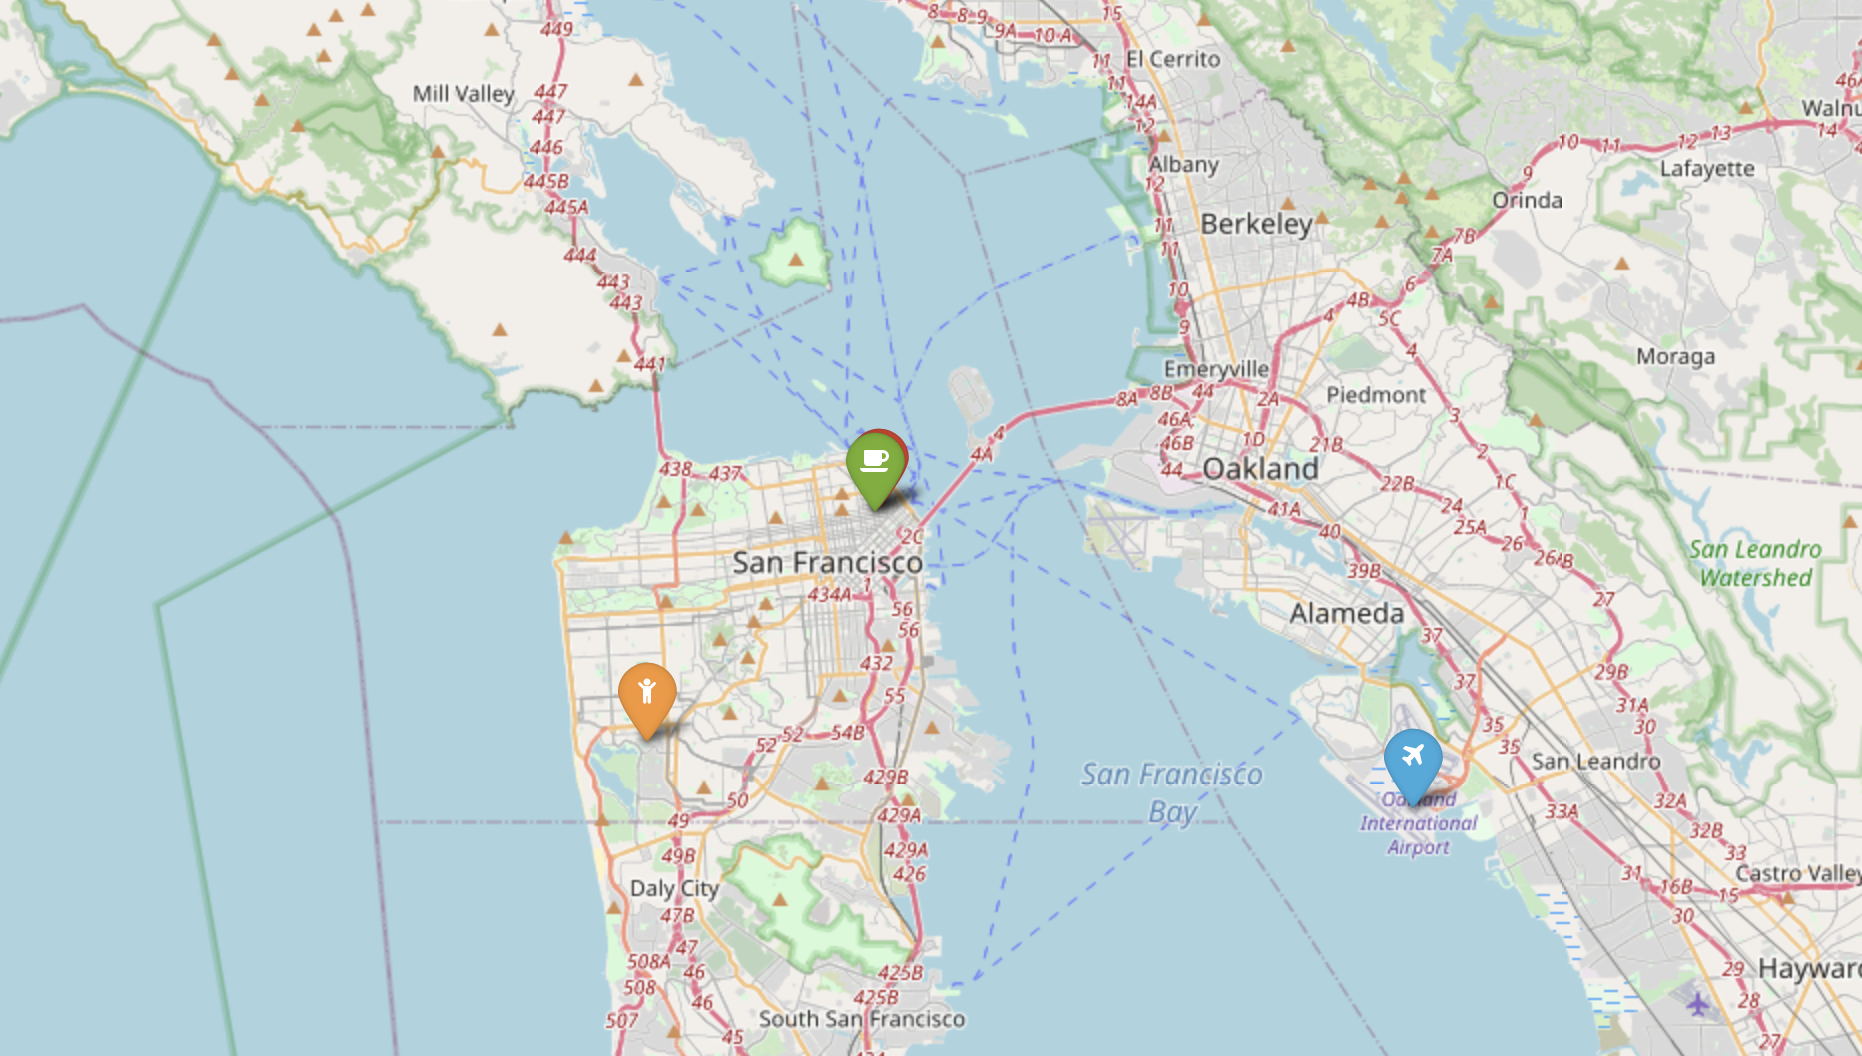 449
8
8
9
9A
10 A
15
El Cerrito
11
11
14A
12
46A
Mill Valley
447
447
446
445B
445A
Albany
12
10
11
12
13
14
Walnu
Lafayette
9
Orinda
Berkeley
11
11
7B
7A
444
443
443
441
10
9
6
4B
4
5C
4
Moraga
Emeryville
8A
8B
44
2A
Piedmont
3
46A
46B
44
1D
21B
2
Oakland
22B
1C
24
1
25A
26
26/B
41A
40
39B
4
4A
438
437
2C
San Francisco
1
434A
56
56
432
55
52
52
54B
San Leandro
Watershed
27
Alameda
37
29B
37
31A
30
35
35
San Leandro
San Francisco
Bay
Oakland
International
Airport
33A
32A
32B
33
Castro Valley
31
16B
15
30
29
Hayward
28
27
429B
429A
429A
426
50
49
49B
Daly City
47B
47
46
46
45
508A
508
507
425B
425B
South San Francisco